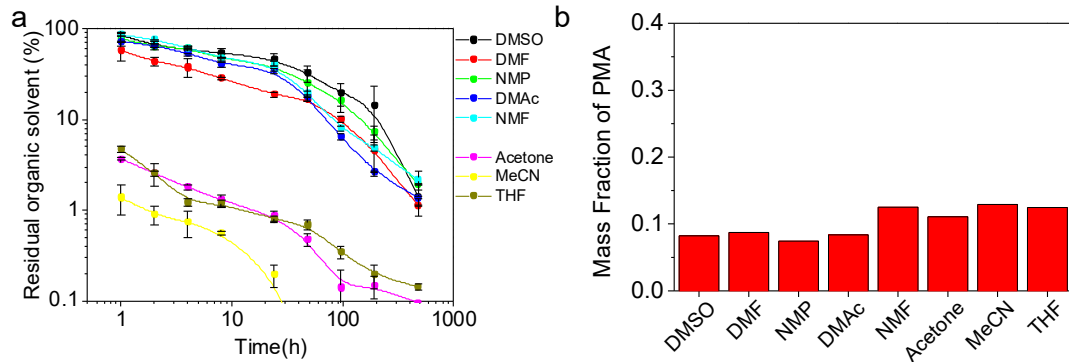 a
Residual organic solvent (%)
100
10
1
0.1
1
10
100
1000
Time(h)
DMSO
DMF
NMP
DMAc
NMF
Acetone
MeCN
THF
b
Mass Fraction of PMA
0.4
0.3
0.2
0.1
0.0
DMSO
DMF
NMP
DMAc
NMF
Acetone
MeCN
THF